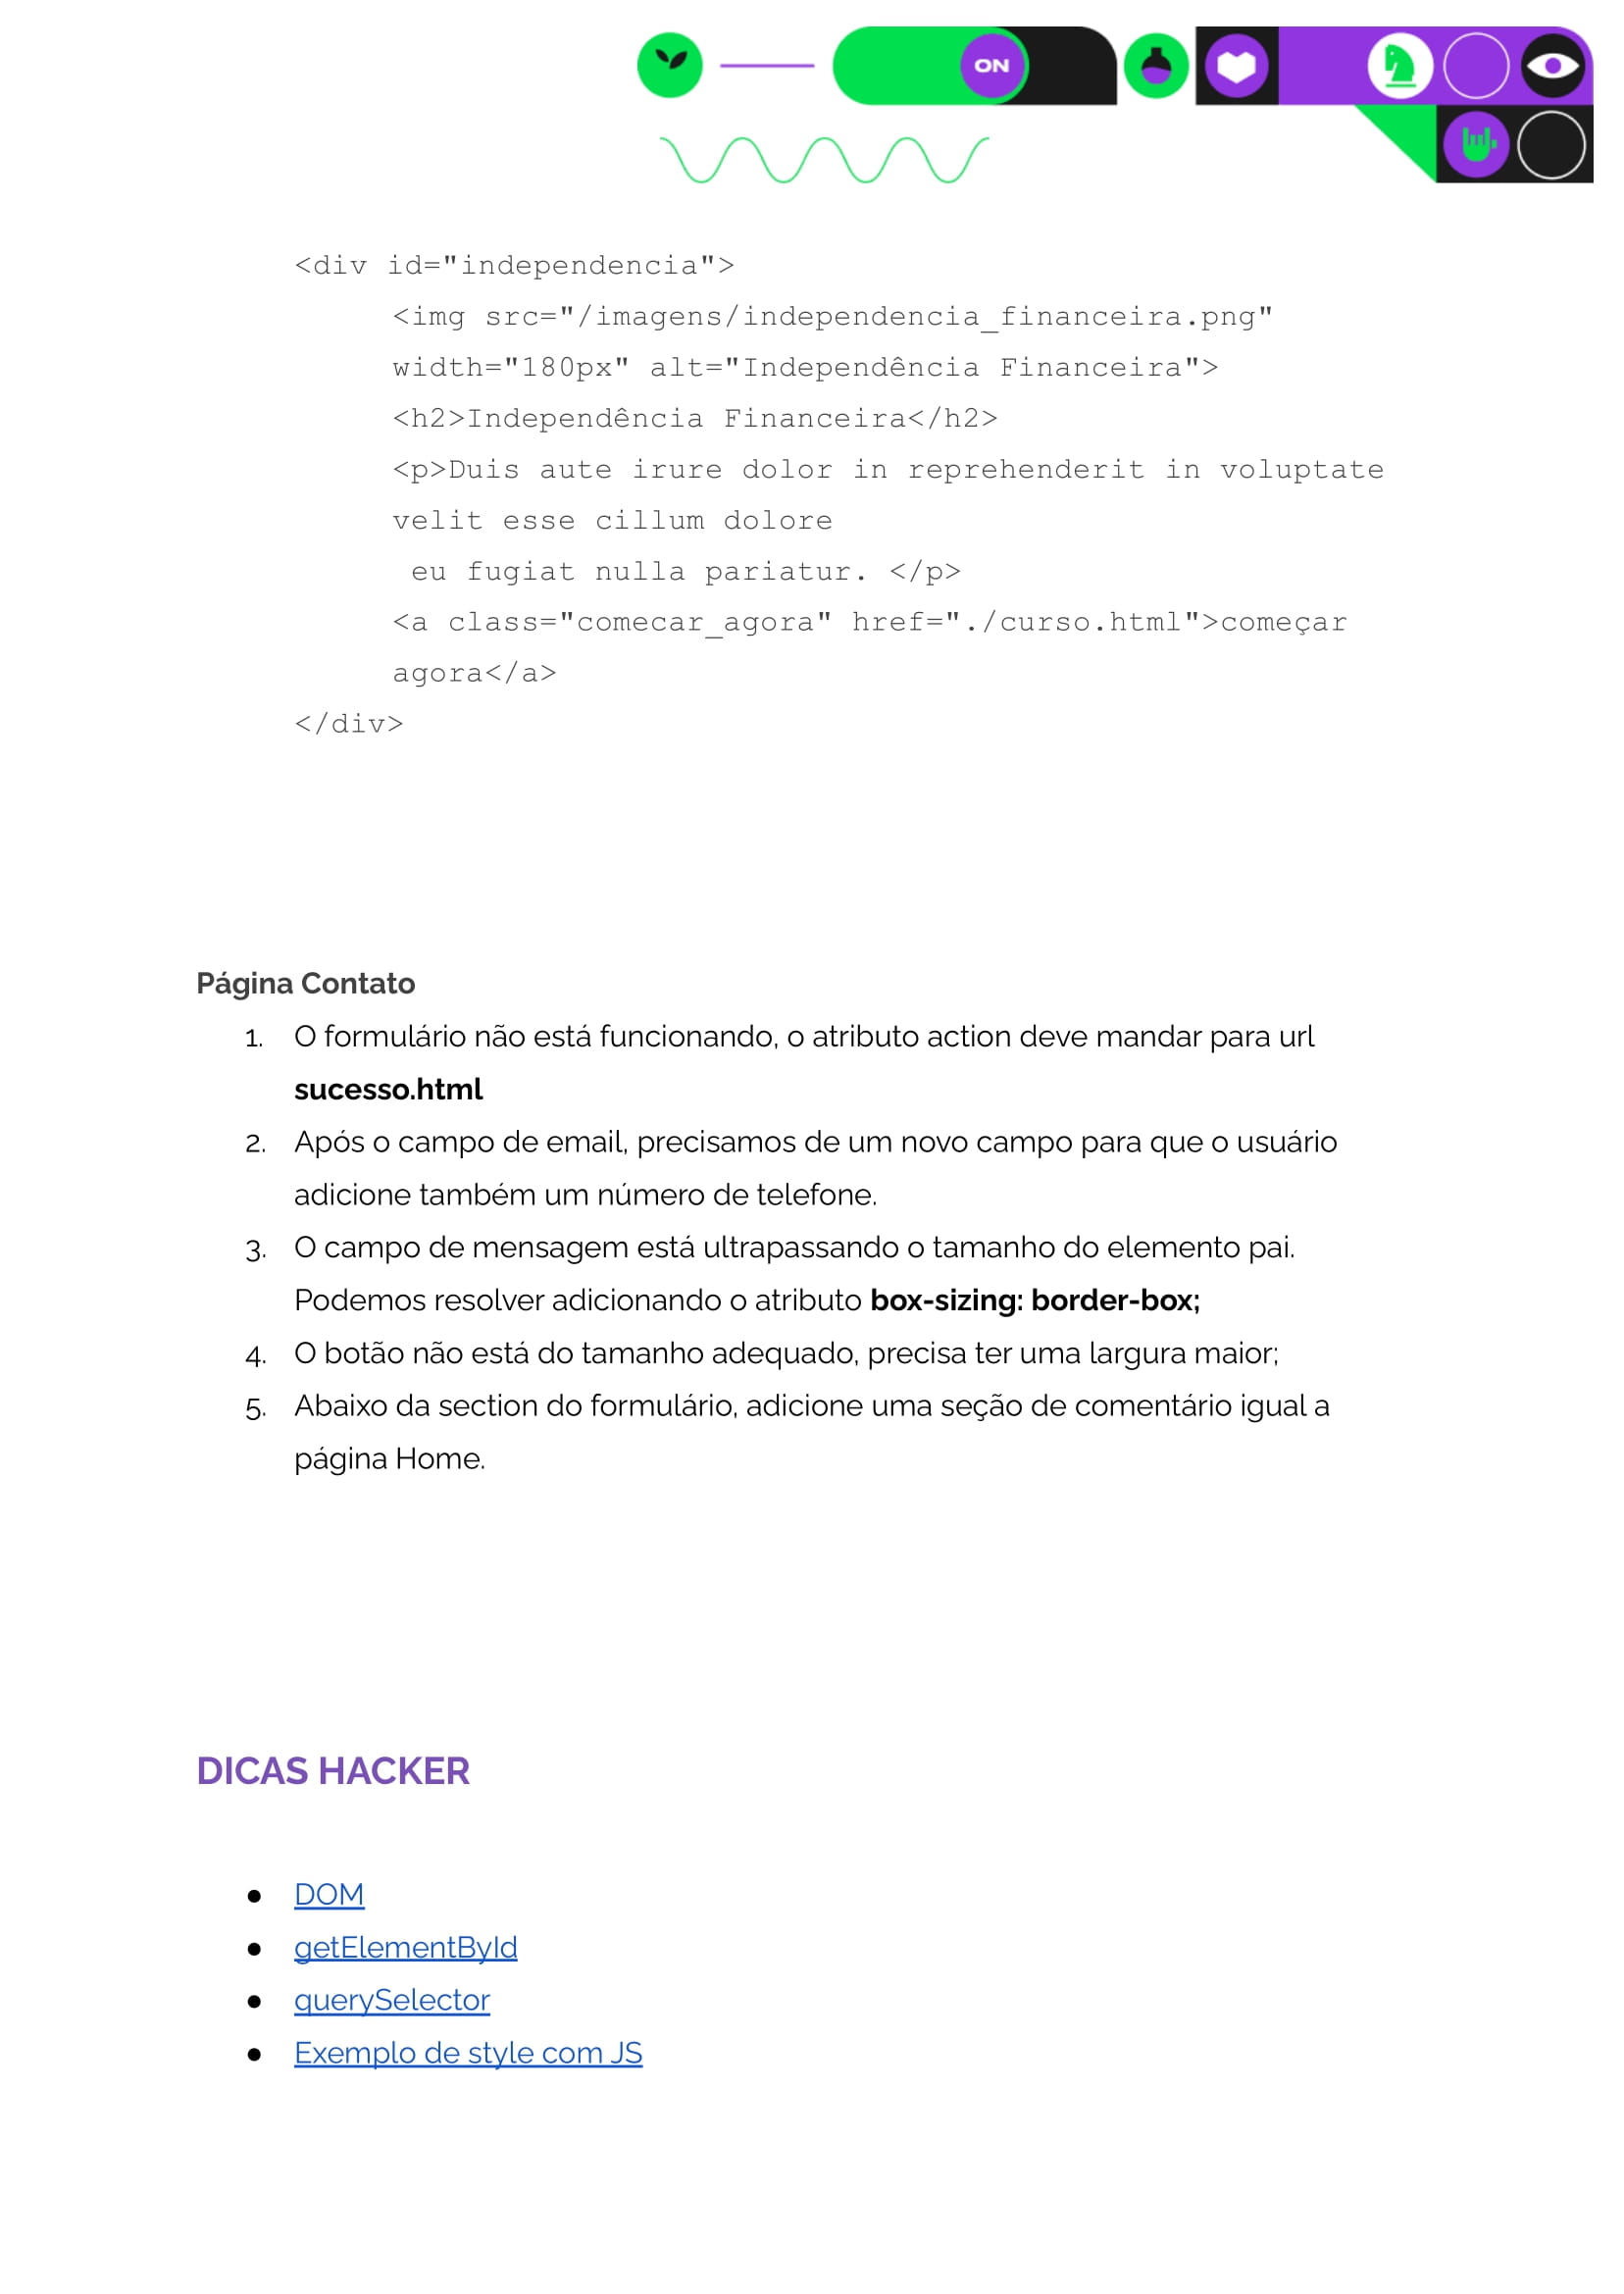 ON
<div id="independencia">
<img src="/imagens/independencia_financeira.png"
width="180px" alt="Independência Financeira">
<h2>Independência Financeira</h2>
<p>Duis aute irure dolor in reprehenderit in voluptate
velit esse cillum dolore
eu fugiat nulla pariatur. </p>
<a class="comecar_agora" href="./curso.html">começar
agora</a>
</div>
Página Contato
1. O formulário não está funcionando, o atributo action deve mandar para url
sucesso.html
2. Após o campo de email, precisamos de um novo campo para que o usuário
adicione também um número de telefone.
3. O campo de mensagem está ultrapassando o tamanho do elemento pai.
Podemos resolver adicionando o atributo box-sizing: border-box;
4. O botão não está do tamanho adequado, precisa ter uma largura maior;
5. Abaixo da section do formulário, adicione uma seção de comentário igual a
página Home.
DICAS HACKER
● DOM
● getElementById
● querySelector
● Exemplo de style com JS